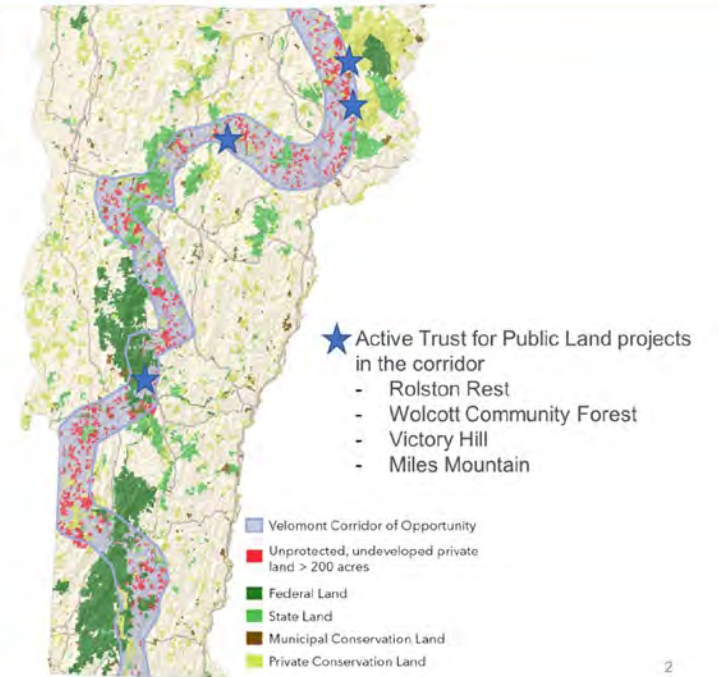 Active Trust for Public Land projects
in the corridor
- Rolston Rest
- Wolcott Community Forest
- Victory Hill
- Miles Mountain
Velomont Corridor of Opportunity
Unprotected, undeveloped private
land > 200 acres
Federal Land
State Land
Municipal Conservation Land
Private Conservation Land
2